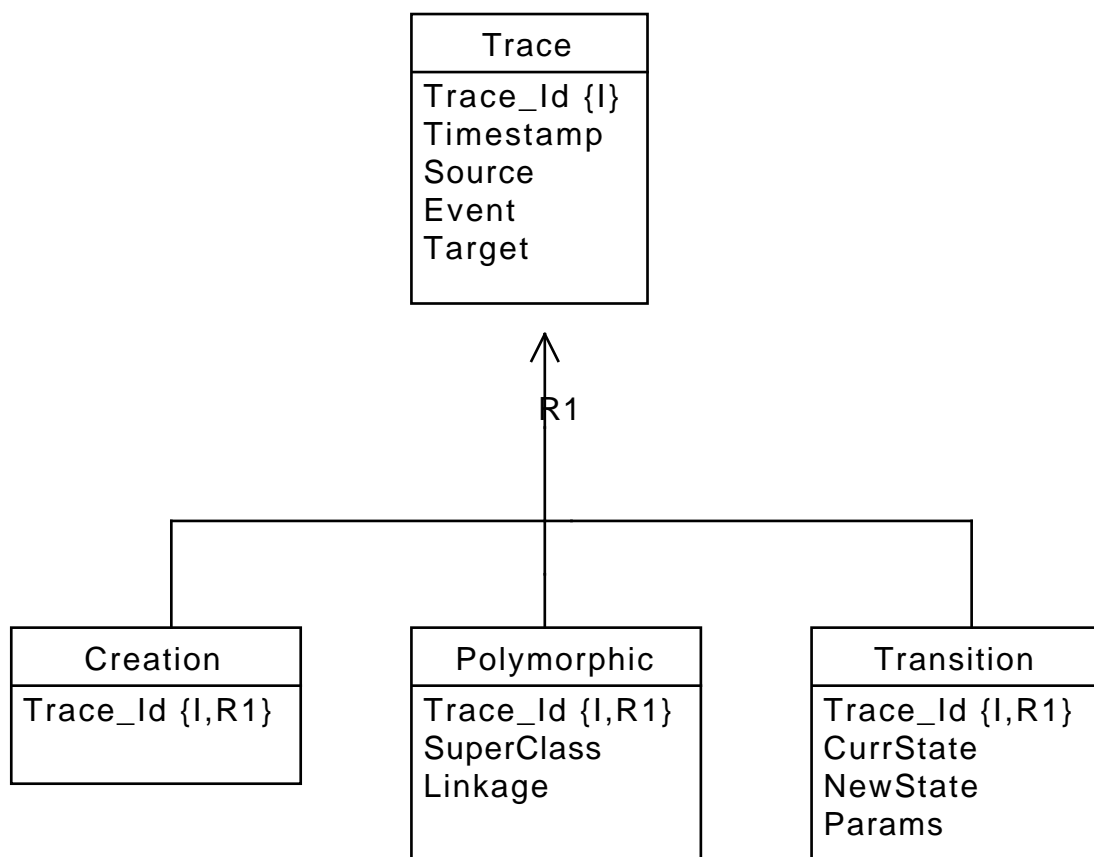 Trace
Trace_Id {I}
Timestamp
Source
Event
Target
R1
Creation
Trace_Id {I,R1}
Polymorphic
Trace_Id {I,R1}
SuperClass
Linkage
Transition
Trace_Id {I,R1}
CurrState
NewState
Params